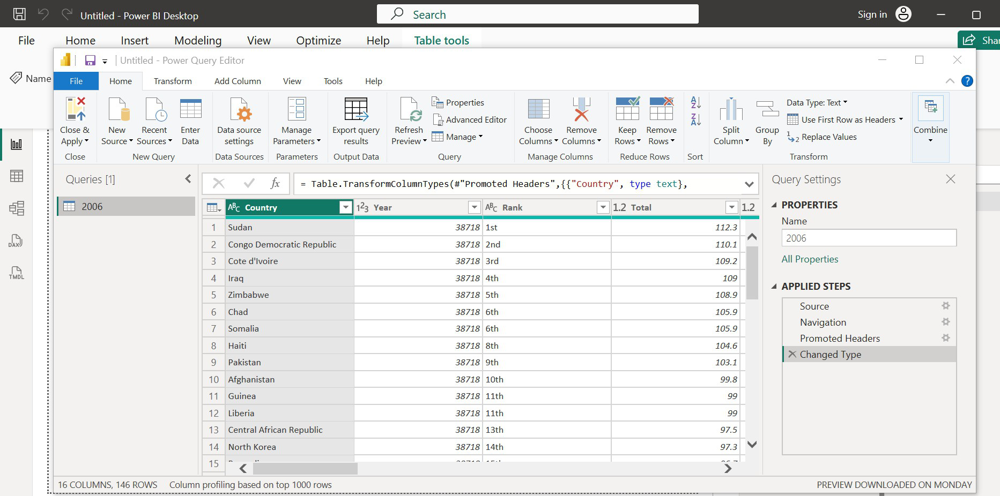 Untitled - Power BI Desktop
Search
Sign in
File Home Insert Modeling View Optimize Help Table tools
Shar
Name
Untitled - Power Query Editor
File Home Transform Add Column View Tools Help
Close & Apply
Close
New Source
Recent Sources
Enter Data
New Query
Data source settings
Data Sources
Manage Parameters
Parameters
Export query results
Output Data
Refresh Preview
Properties
Advanced Editor
Manage
Query
Choose Columns
Remove Columns
Manage Columns
Keep Rows
Remove Rows
Reduce Rows
Sort
Split Column
Group By
Data Type: Text
Use First Row as Headers
Replace Values
Transform
Combine
DAX
TMDL
Queries [1]
2006
fx = Table.TransformColumnTypes(#"Promoted Headers",{{"Country", type text},
ABC Country 123 Year ABC Rank 1.2 Total 1.2
1 Sudan 38718 1st 112.3
2 Congo Democratic Republic 38718 2nd 110.1
3 Cote d'Ivoire 38718 3rd 109.2
4 Iraq 38718 4th 109
5 Zimbabwe 38718 5th 108.9
6 Chad 38718 6th 105.9
7 Somalia 38718 6th 105.9
8 Haiti 38718 8th 104.6
9 Pakistan 38718 9th 103.1
10 Afghanistan 38718 10th 99.8
11 Guinea 38718 11th 99
12 Liberia 38718 11th 99
13 Central African Republic 38718 13th 97.5
14 North Korea 38718 14th 97.3
15
Query Settings
PROPERTIES
Name
2006
All Properties
APPLIED STEPS
Source
Navigation
Promoted Headers
Changed Type
16 COLUMNS, 146 ROWS Column profiling based on top 1000 rows
PREVIEW DOWNLOADED ON MONDAY